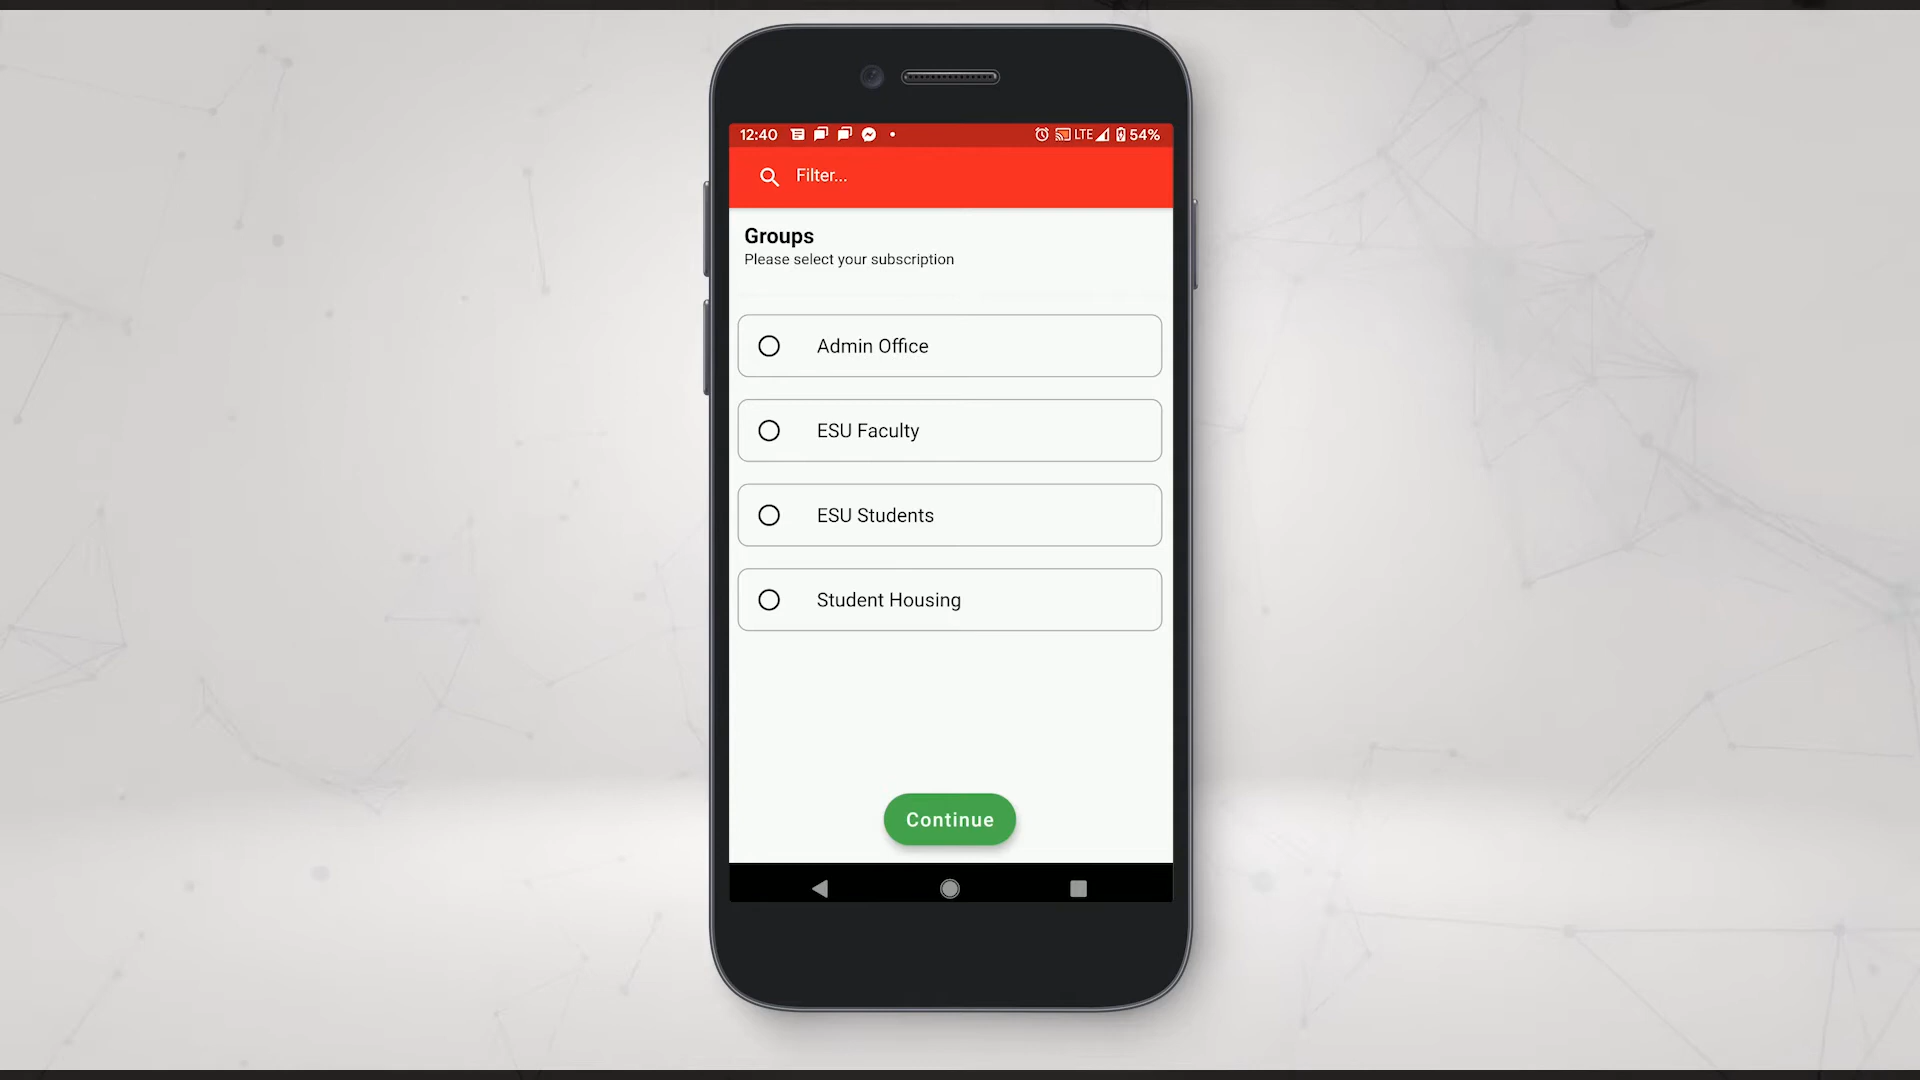 12:40 LTE 54%
Filter...
Groups
Please select your subscription
Admin Office
ESU Faculty
ESU Students
Student Housing
Continue